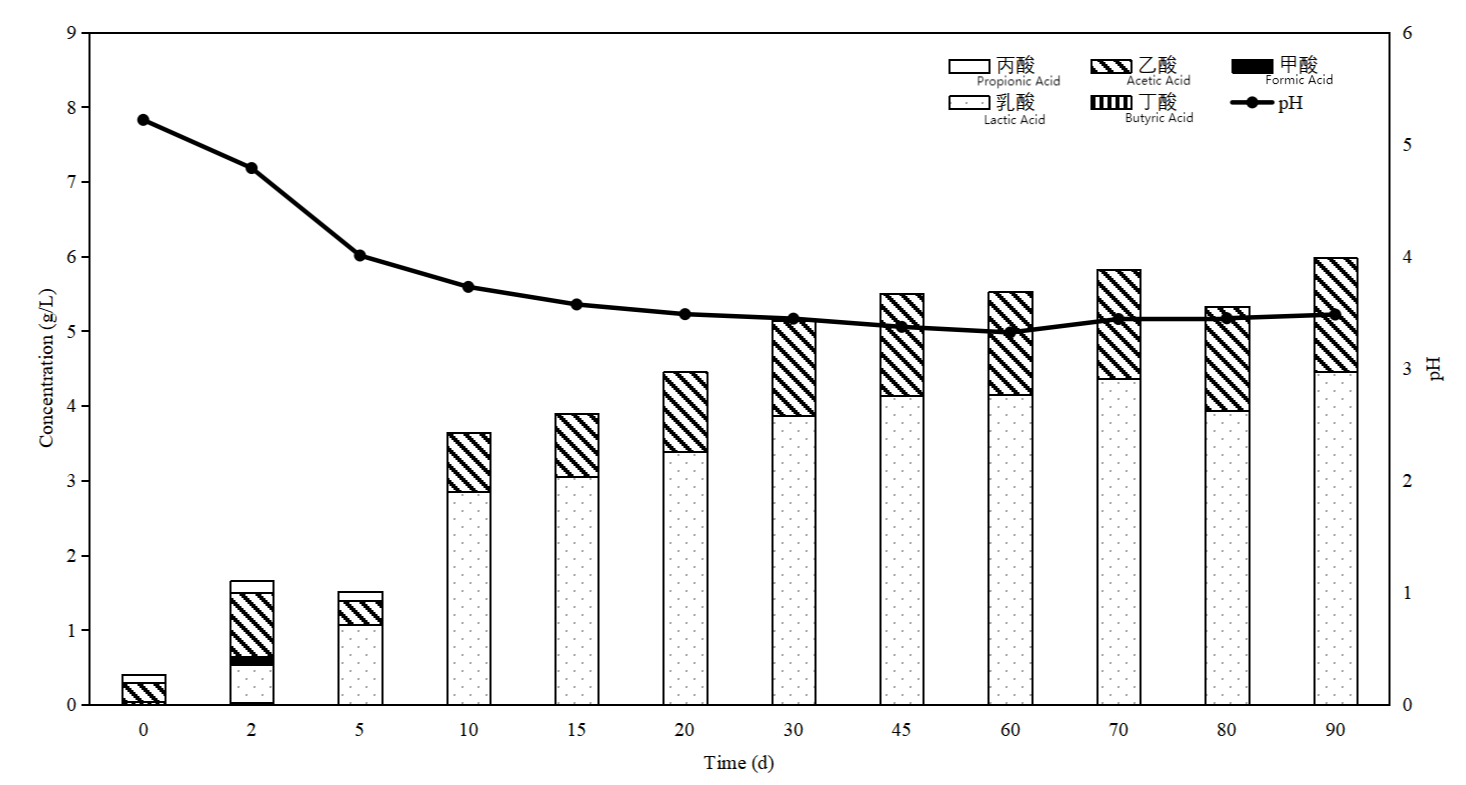 9
8
7
6
5
4
3
2
1
0
Concentration (g/L)
丙酸
Propionic Acid
乙酸
Acetic Acid
甲酸
Formic Acid
乳酸
Lactic Acid
丁酸
Butyric Acid
pH
6
5
4
3
2
1
0
pH
0 2 5 10 15 20 30 45 60 70 80 90
Time (d)